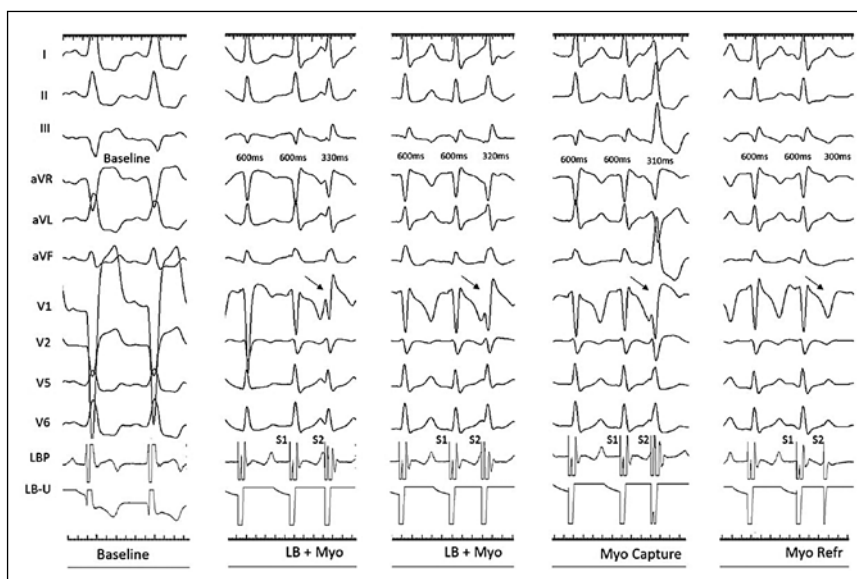 I
II
III
Baseline
600ms 600ms 330ms
600ms 600ms 320ms
600ms 600ms 310ms
600ms 600ms 300ms
aVR
aVL
aVF
V1
V2
V5
V6
S1 S2
S1 S2
S1 S2
S1 S2
LBP
LB-U
Baseline
LB + Myo
LB + Myo
Myo Capture
Myo Refr